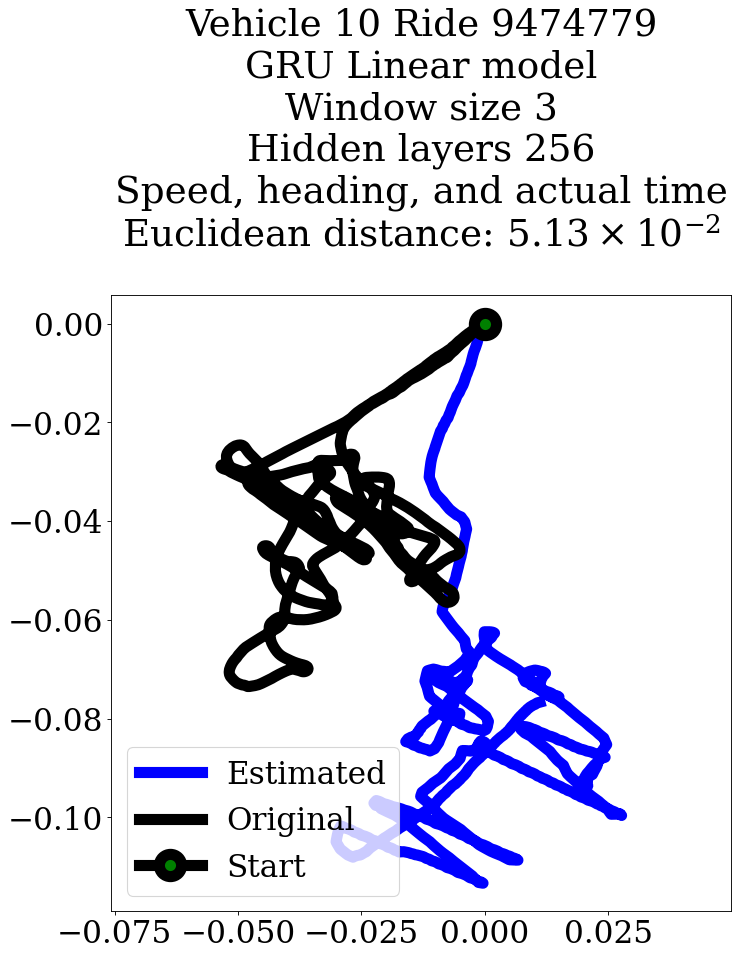 Vehicle 10 Ride 9474779
GRU Linear model
Window size 3
Hidden layers 256
Speed, heading, and actual time
Euclidean distance: 5.13 × 10⁻²
0.00
−0.02
−0.04
−0.06
−0.08
−0.10
Estimated
Original
Start
−0.075 −0.050 −0.025 0.000 0.025